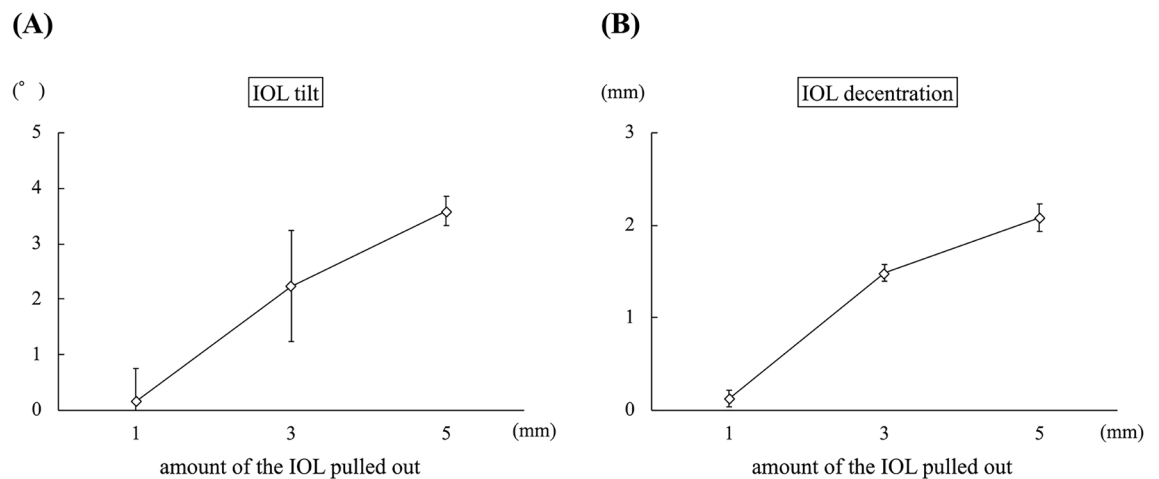 (A)
(°)
IOL tilt
5
4
3
2
1
0
1 3 5 (mm)
amount of the IOL pulled out
(B)
(mm)
IOL decentration
3
2
1
0
1 3 5 (mm)
amount of the IOL pulled out